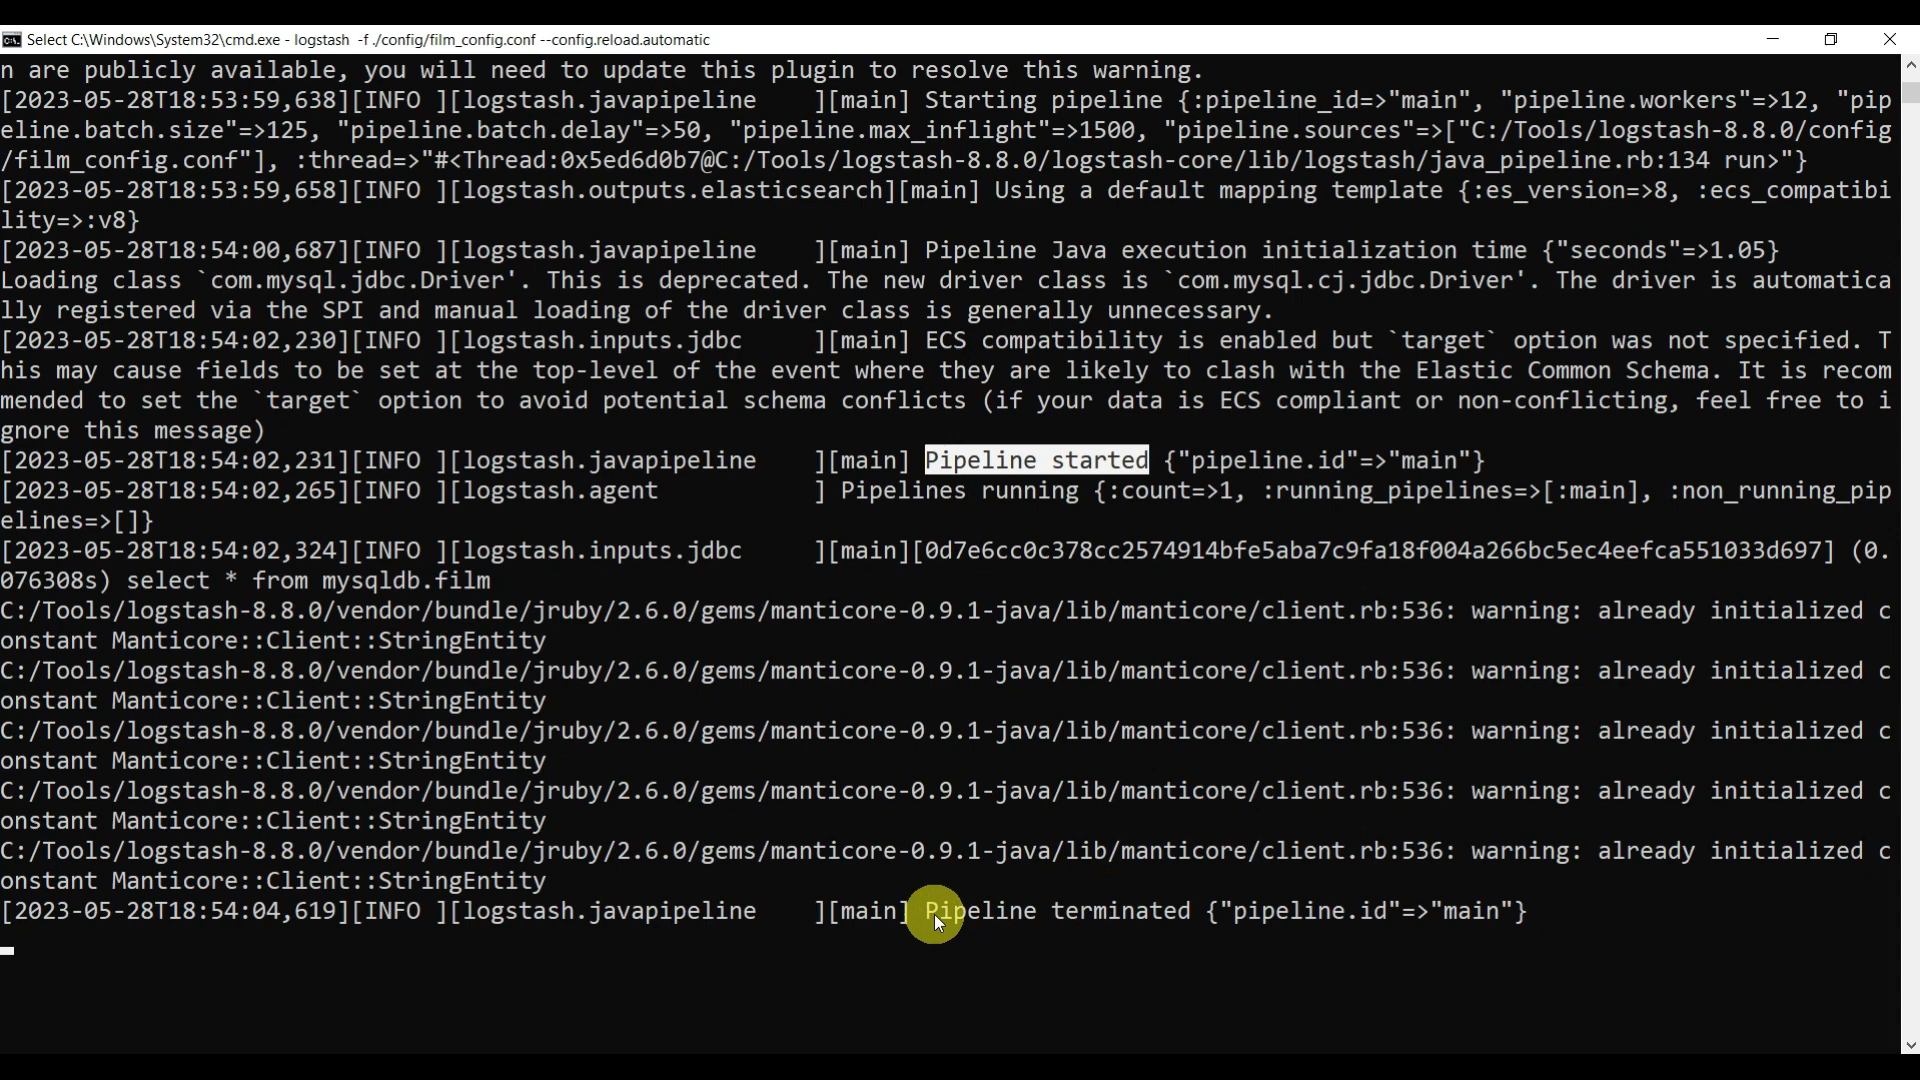 Select C:\Windows\System32\cmd.exe - logstash  -f ./config/film_config.conf --config.reload.automatic
n are publicly available, you will need to update this plugin to resolve this warning.
[2023-05-28T18:53:59,638][INFO ][logstash.javapipeline    ][main] Starting pipeline {:pipeline_id=>"main", "pipeline.workers"=>12, "pip
eline.batch.size"=>125, "pipeline.batch.delay"=>50, "pipeline.max_inflight"=>1500, "pipeline.sources"=>["C:/Tools/logstash-8.8.0/config
/film_config.conf"], :thread=>"#<Thread:0x5ed6d0b7@C:/Tools/logstash-8.8.0/logstash-core/lib/logstash/java_pipeline.rb:134 run>"}
[2023-05-28T18:53:59,658][INFO ][logstash.outputs.elasticsearch][main] Using a default mapping template {:es_version=>8, :ecs_compatibi
lity=>:v8}
[2023-05-28T18:54:00,687][INFO ][logstash.javapipeline    ][main] Pipeline Java execution initialization time {"seconds"=>1.05}
Loading class `com.mysql.jdbc.Driver'. This is deprecated. The new driver class is `com.mysql.cj.jdbc.Driver'. The driver is automatica
lly registered via the SPI and manual loading of the driver class is generally unnecessary.
[2023-05-28T18:54:02,230][INFO ][logstash.inputs.jdbc     ][main] ECS compatibility is enabled but `target` option was not specified. T
his may cause fields to be set at the top-level of the event where they are likely to clash with the Elastic Common Schema. It is recom
mended to set the `target` option to avoid potential schema conflicts (if your data is ECS compliant or non-conflicting, feel free to i
gnore this message)
[2023-05-28T18:54:02,231][INFO ][logstash.javapipeline    ][main] Pipeline started {"pipeline.id"=>"main"}
[2023-05-28T18:54:02,265][INFO ][logstash.agent           ] Pipelines running {:count=>1, :running_pipelines=>[:main], :non_running_pip
elines=>[]}
[2023-05-28T18:54:02,324][INFO ][logstash.inputs.jdbc     ][main][0d7e6cc0c378cc2574914bfe5aba7c9fa18f004a266bc5ec4eefca551033d697] (0.
076308s) select * from mysqldb.film
C:/Tools/logstash-8.8.0/vendor/bundle/jruby/2.6.0/gems/manticore-0.9.1-java/lib/manticore/client.rb:536: warning: already initialized c
onstant Manticore::Client::StringEntity
C:/Tools/logstash-8.8.0/vendor/bundle/jruby/2.6.0/gems/manticore-0.9.1-java/lib/manticore/client.rb:536: warning: already initialized c
onstant Manticore::Client::StringEntity
C:/Tools/logstash-8.8.0/vendor/bundle/jruby/2.6.0/gems/manticore-0.9.1-java/lib/manticore/client.rb:536: warning: already initialized c
onstant Manticore::Client::StringEntity
C:/Tools/logstash-8.8.0/vendor/bundle/jruby/2.6.0/gems/manticore-0.9.1-java/lib/manticore/client.rb:536: warning: already initialized c
onstant Manticore::Client::StringEntity
C:/Tools/logstash-8.8.0/vendor/bundle/jruby/2.6.0/gems/manticore-0.9.1-java/lib/manticore/client.rb:536: warning: already initialized c
onstant Manticore::Client::StringEntity
[2023-05-28T18:54:04,619][INFO ][logstash.javapipeline    ][main] Pipeline terminated {"pipeline.id"=>"main"}